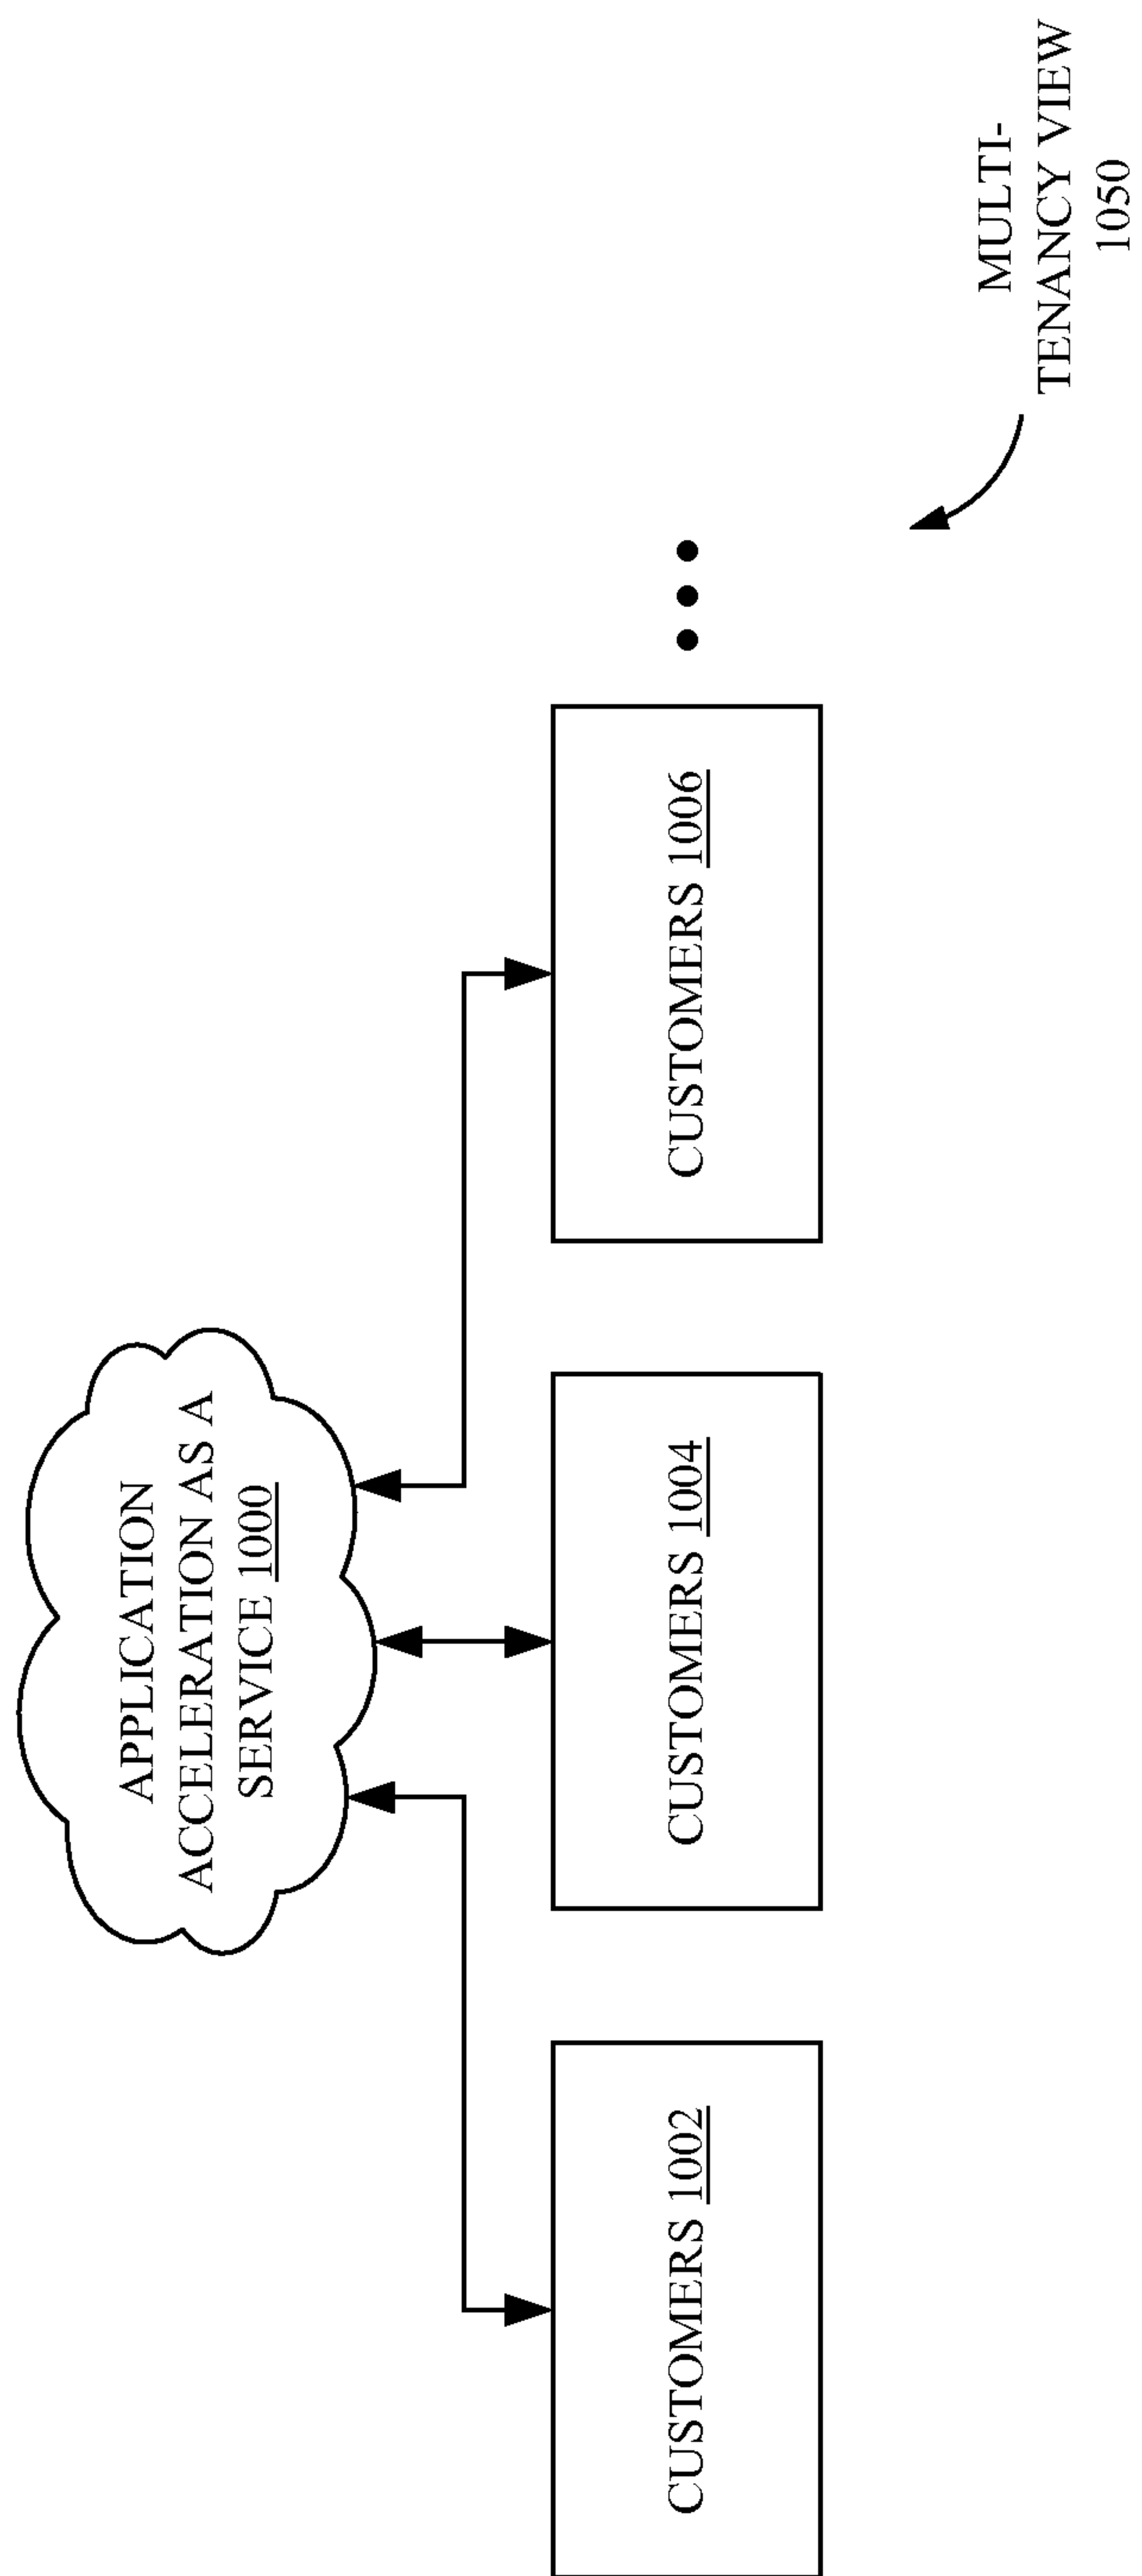 APPLICATION
ACCELERATION AS A
SERVICE 1000
CUSTOMERS 1002
CUSTOMERS 1004
CUSTOMERS 1006
MULTI-
TENANCY VIEW
1050